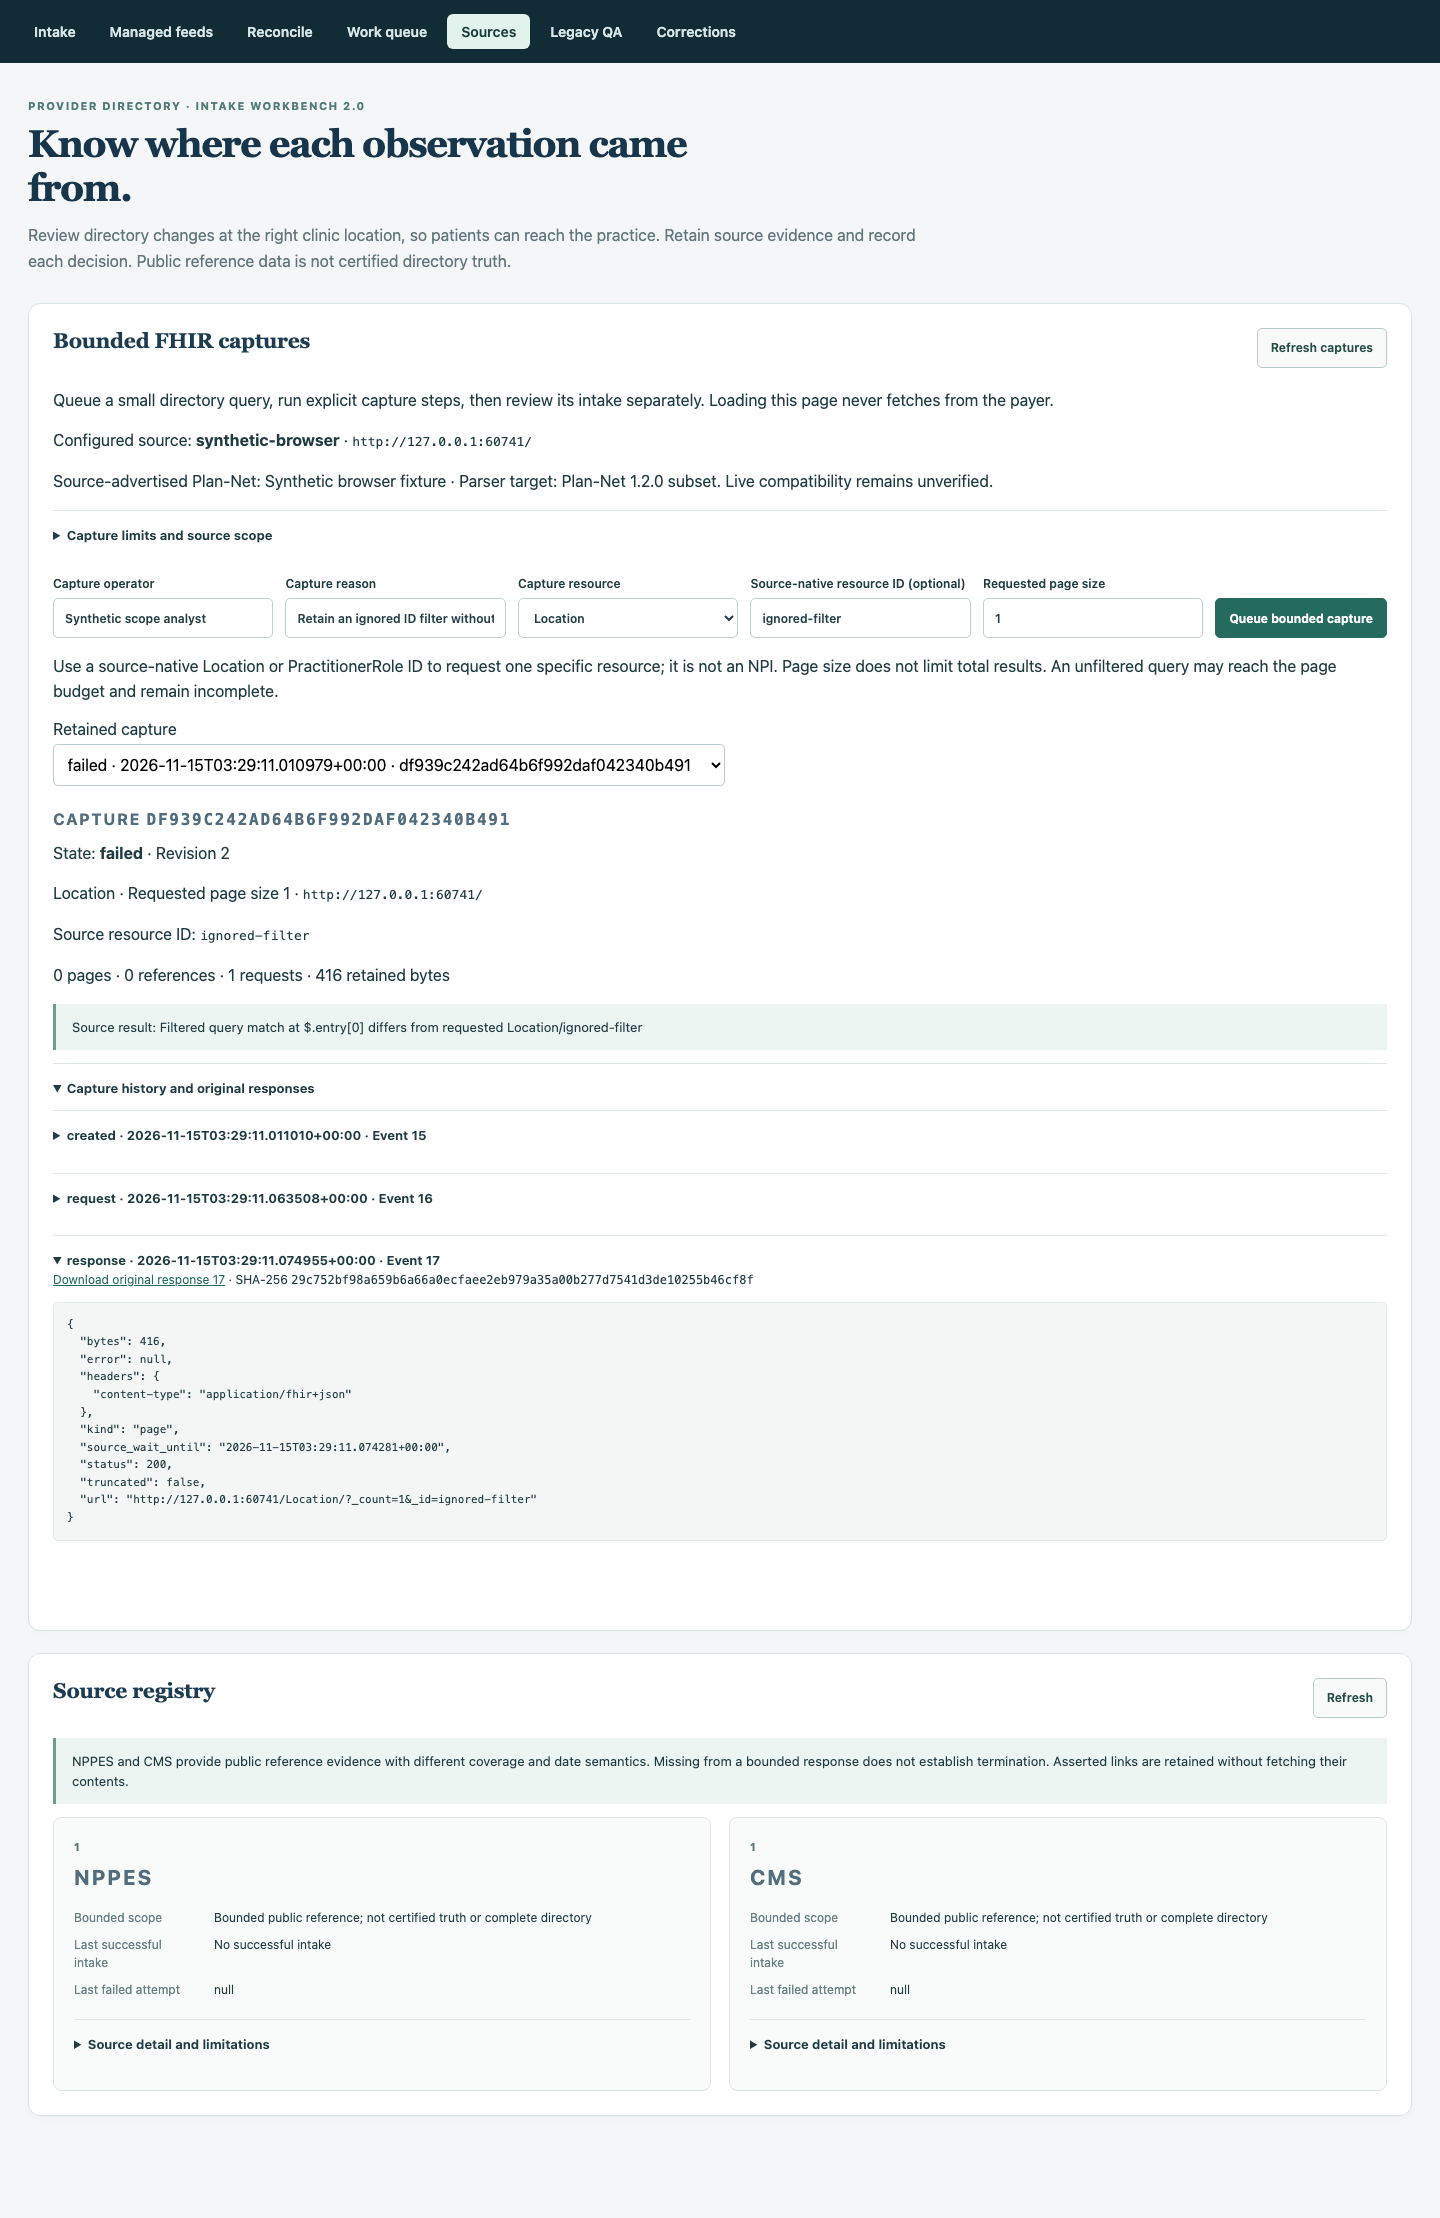 Intake
Managed feeds
Reconcile
Work queue
Sources
Legacy QA
Corrections
PROVIDER DIRECTORY · INTAKE WORKBENCH 2.0
Know where each observation came
from.
Review directory changes at the right clinic location, so patients can reach the practice. Retain source evidence and record
each decision. Public reference data is not certified directory truth.
Bounded FHIR captures
Refresh captures
Queue a small directory query, run explicit capture steps, then review its intake separately. Loading this page never fetches from the payer.
Configured source: synthetic-browser · http://127.0.0.1:60741/
Source-advertised Plan-Net: Synthetic browser fixture · Parser target: Plan-Net 1.2.0 subset. Live compatibility remains unverified.
Capture limits and source scope
Capture operator
Capture reason
Capture resource
Source-native resource ID (optional)
Requested page size
Synthetic scope analyst
Retain an ignored ID filter without
Location
ignored-filter
1
Queue bounded capture
Use a source-native Location or PractitionerRole ID to request one specific resource; it is not an NPI. Page size does not limit total results. An unfiltered query may reach the page
budget and remain incomplete.
Retained capture
failed · 2026-11-15T03:29:11.010979+00:00 · df939c242ad64b6f992daf042340b491
CAPTURE DF939C242AD64B6F992DAF042340B491
State: failed · Revision 2
Location · Requested page size 1 · http://127.0.0.1:60741/
Source resource ID: ignored-filter
0 pages · 0 references · 1 requests · 416 retained bytes
Source result: Filtered query match at $.entry[0] differs from requested Location/ignored-filter
Capture history and original responses
created · 2026-11-15T03:29:11.011010+00:00 · Event 15
request · 2026-11-15T03:29:11.063508+00:00 · Event 16
response · 2026-11-15T03:29:11.074955+00:00 · Event 17
Download original response 17 · SHA-256 29c752bf98a659b6a66a0ecfaee2eb979a35a00b277d7541d3de10255b46cf8f
{
"bytes": 416,
"error": null,
"headers": {
"content-type": "application/fhir+json"
},
"kind": "page",
"source_wait_until": "2026-11-15T03:29:11.074281+00:00",
"status": 200,
"truncated": false,
"url": "http://127.0.0.1:60741/Location/?_count=1&_id=ignored-filter"
}
Source registry
Refresh
NPPES and CMS provide public reference evidence with different coverage and date semantics. Missing from a bounded response does not establish termination. Asserted links are retained without fetching their
contents.
1
NPPES
Bounded scope
Bounded public reference; not certified truth or complete directory
Last successful
intake
No successful intake
Last failed attempt
null
Source detail and limitations
1
CMS
Bounded scope
Bounded public reference; not certified truth or complete directory
Last successful
intake
No successful intake
Last failed attempt
null
Source detail and limitations